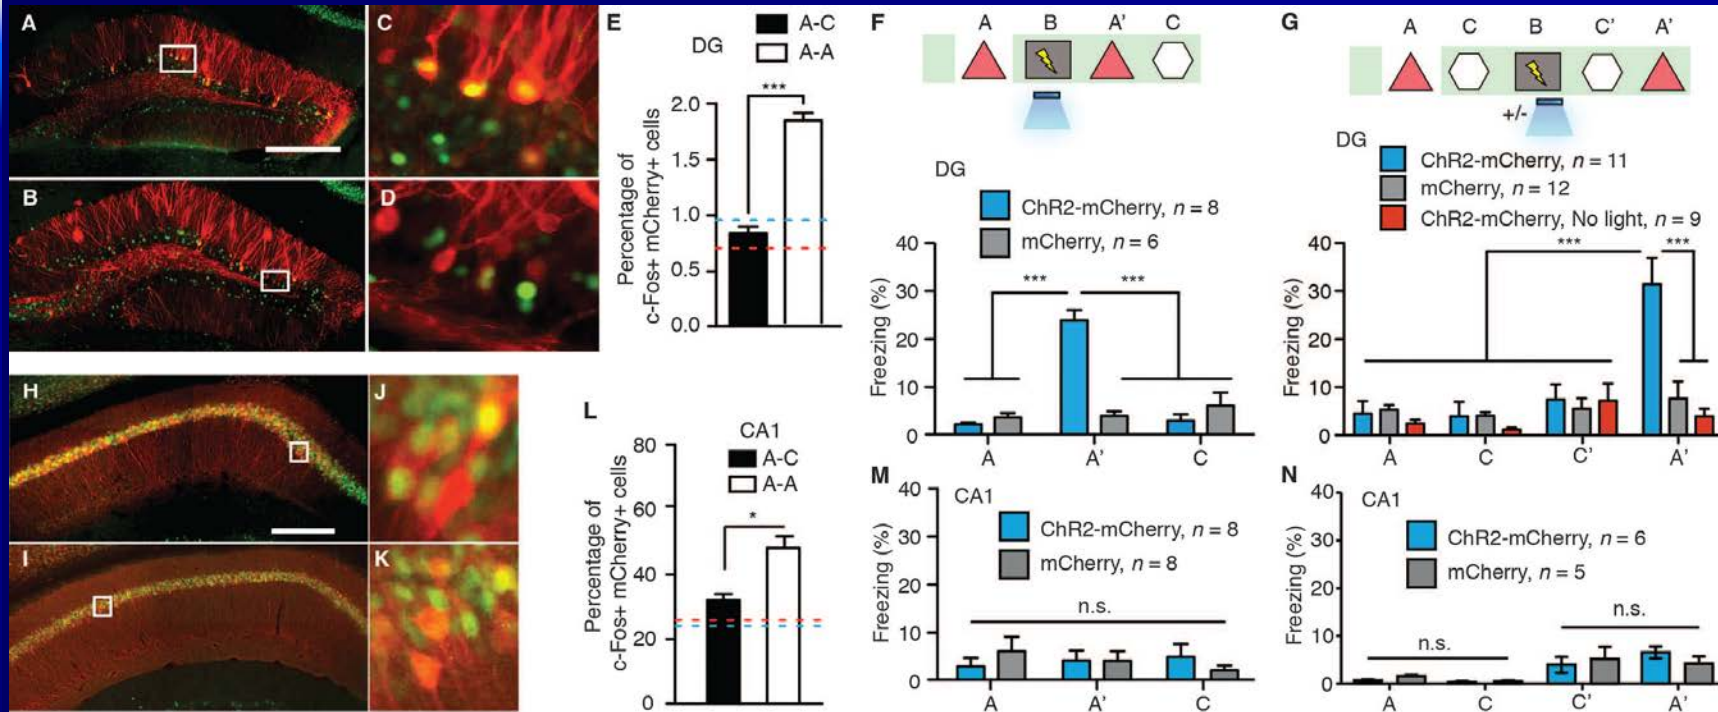 A
C
B
D
E
DG
A-C
A-A
***
Percentage of
c-Fos+ mCherry+ cells
2.0
1.5
1.0
0.5
0.0
F
A B A' C
DG
ChR2-mCherry, n = 8
mCherry, n = 6
Freezing (%)
40
30
20
10
0
*** ***
A A' C
G
A C B C' A'
+/-
DG
ChR2-mCherry, n = 11
mCherry, n = 12
ChR2-mCherry, No light, n = 9
Freezing (%)
40
30
20
10
0
*** ***
A C C' A'
H
J
I
K
L
CA1
A-C
A-A
*
Percentage of
c-Fos+ mCherry+ cells
80
60
40
20
0
M
CA1
ChR2-mCherry, n = 8
mCherry, n = 8
Freezing (%)
40
30
20
10
0
n.s.
A A' C
N
CA1
ChR2-mCherry, n = 6
mCherry, n = 5
Freezing (%)
40
30
20
10
0
n.s.
n.s.
A C C' A'